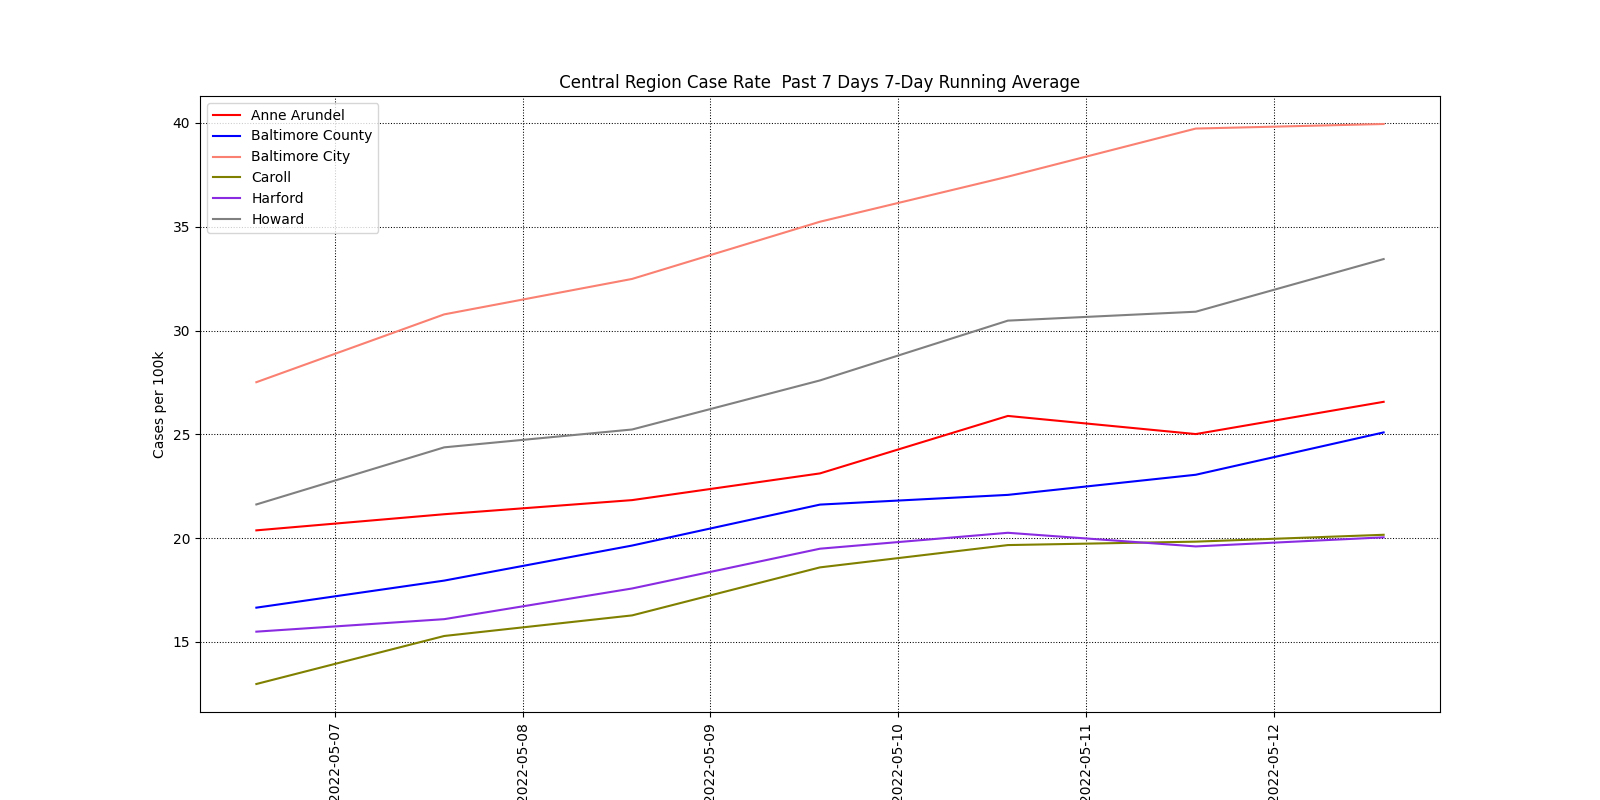 Central Region Case Rate  Past 7 Days 7-Day Running Average
Anne Arundel
Baltimore County
Baltimore City
Caroll
Harford
Howard
Cases per 100k
40
35
30
25
20
15
2022-05-07
2022-05-08
2022-05-09
2022-05-10
2022-05-11
2022-05-12